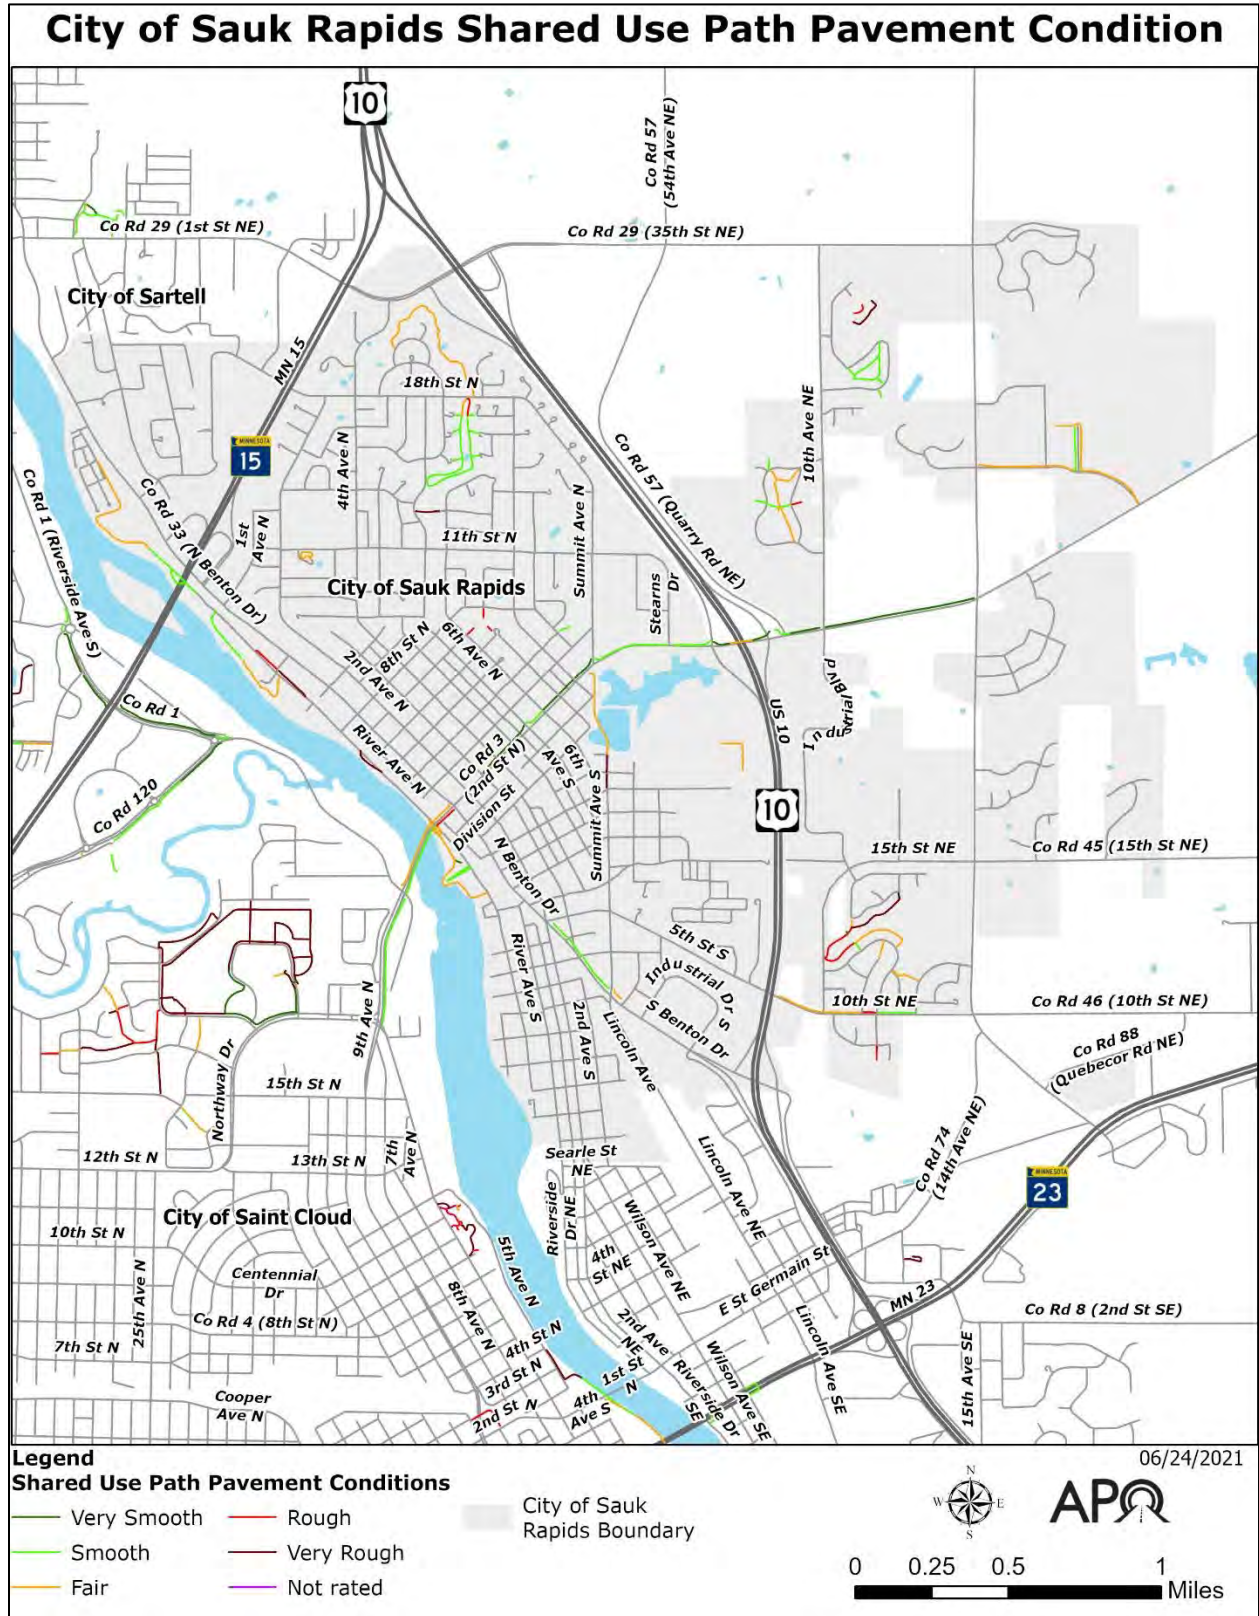 City of Sauk Rapids Shared Use Path Pavement Condition
10
Co Rd 57
(54th Ave NE)
Co Rd 29 (1st St NE)
Co Rd 29 (35th St NE)
City of Sartell
MN 15
18th St N
10th Ave NE
MINNESOTA
15
4th Ave N
Co Rd 57 (Quarry Rd NE)
Co Rd 1 (Riverside Ave S)
Co Rd 33 (N Benton Dr)
1st
Ave N
11th St N
Summit Ave N
Stearns
Dr
City of Sauk Rapids
8th St N
6th Ave N
2nd Ave N
Industrial Blvd
US 10
Co Rd 1
River Ave N
Co Rd 3
(2nd St N)
6th
Ave S
Co Rd 120
Division St
Summit Ave S
10
N Benton Dr
15th St NE
Co Rd 45 (15th St NE)
5th St S
River Ave S
Industrial Dr S
9th Ave N
2nd Ave S
10th St NE
Co Rd 46 (10th St NE)
S Benton Dr
Lincoln Ave
Co Rd 88
(Quebecor Rd NE)
Northway Dr
15th St N
12th St N
13th St N
7th
Ave N
Searle St
NE
Lincoln Ave NE
Co Rd 74
(14th Ave NE)
MINNESOTA
23
City of Saint Cloud
10th St N
Riverside
Dr NE
Wilson Ave NE
4th
St NE
5th Ave N
Centennial
Dr
25th Ave N
8th Ave N
E St Germain St
MN 23
Co Rd 4 (8th St N)
Co Rd 8 (2nd St SE)
7th St N
4th St N
2nd Ave
NE
Lincoln Ave SE
3rd St N
1st St
N
Riverside Dr
SE
Wilson Ave SE
15th Ave SE
Cooper
Ave N
2nd St N
4th
Ave S
Legend
06/24/2021
Shared Use Path Pavement Conditions
Very Smooth
Rough
City of Sauk
Rapids Boundary
Smooth
Very Rough
Fair
Not rated
N
W E
S
APO
0 0.25 0.5 1
Miles